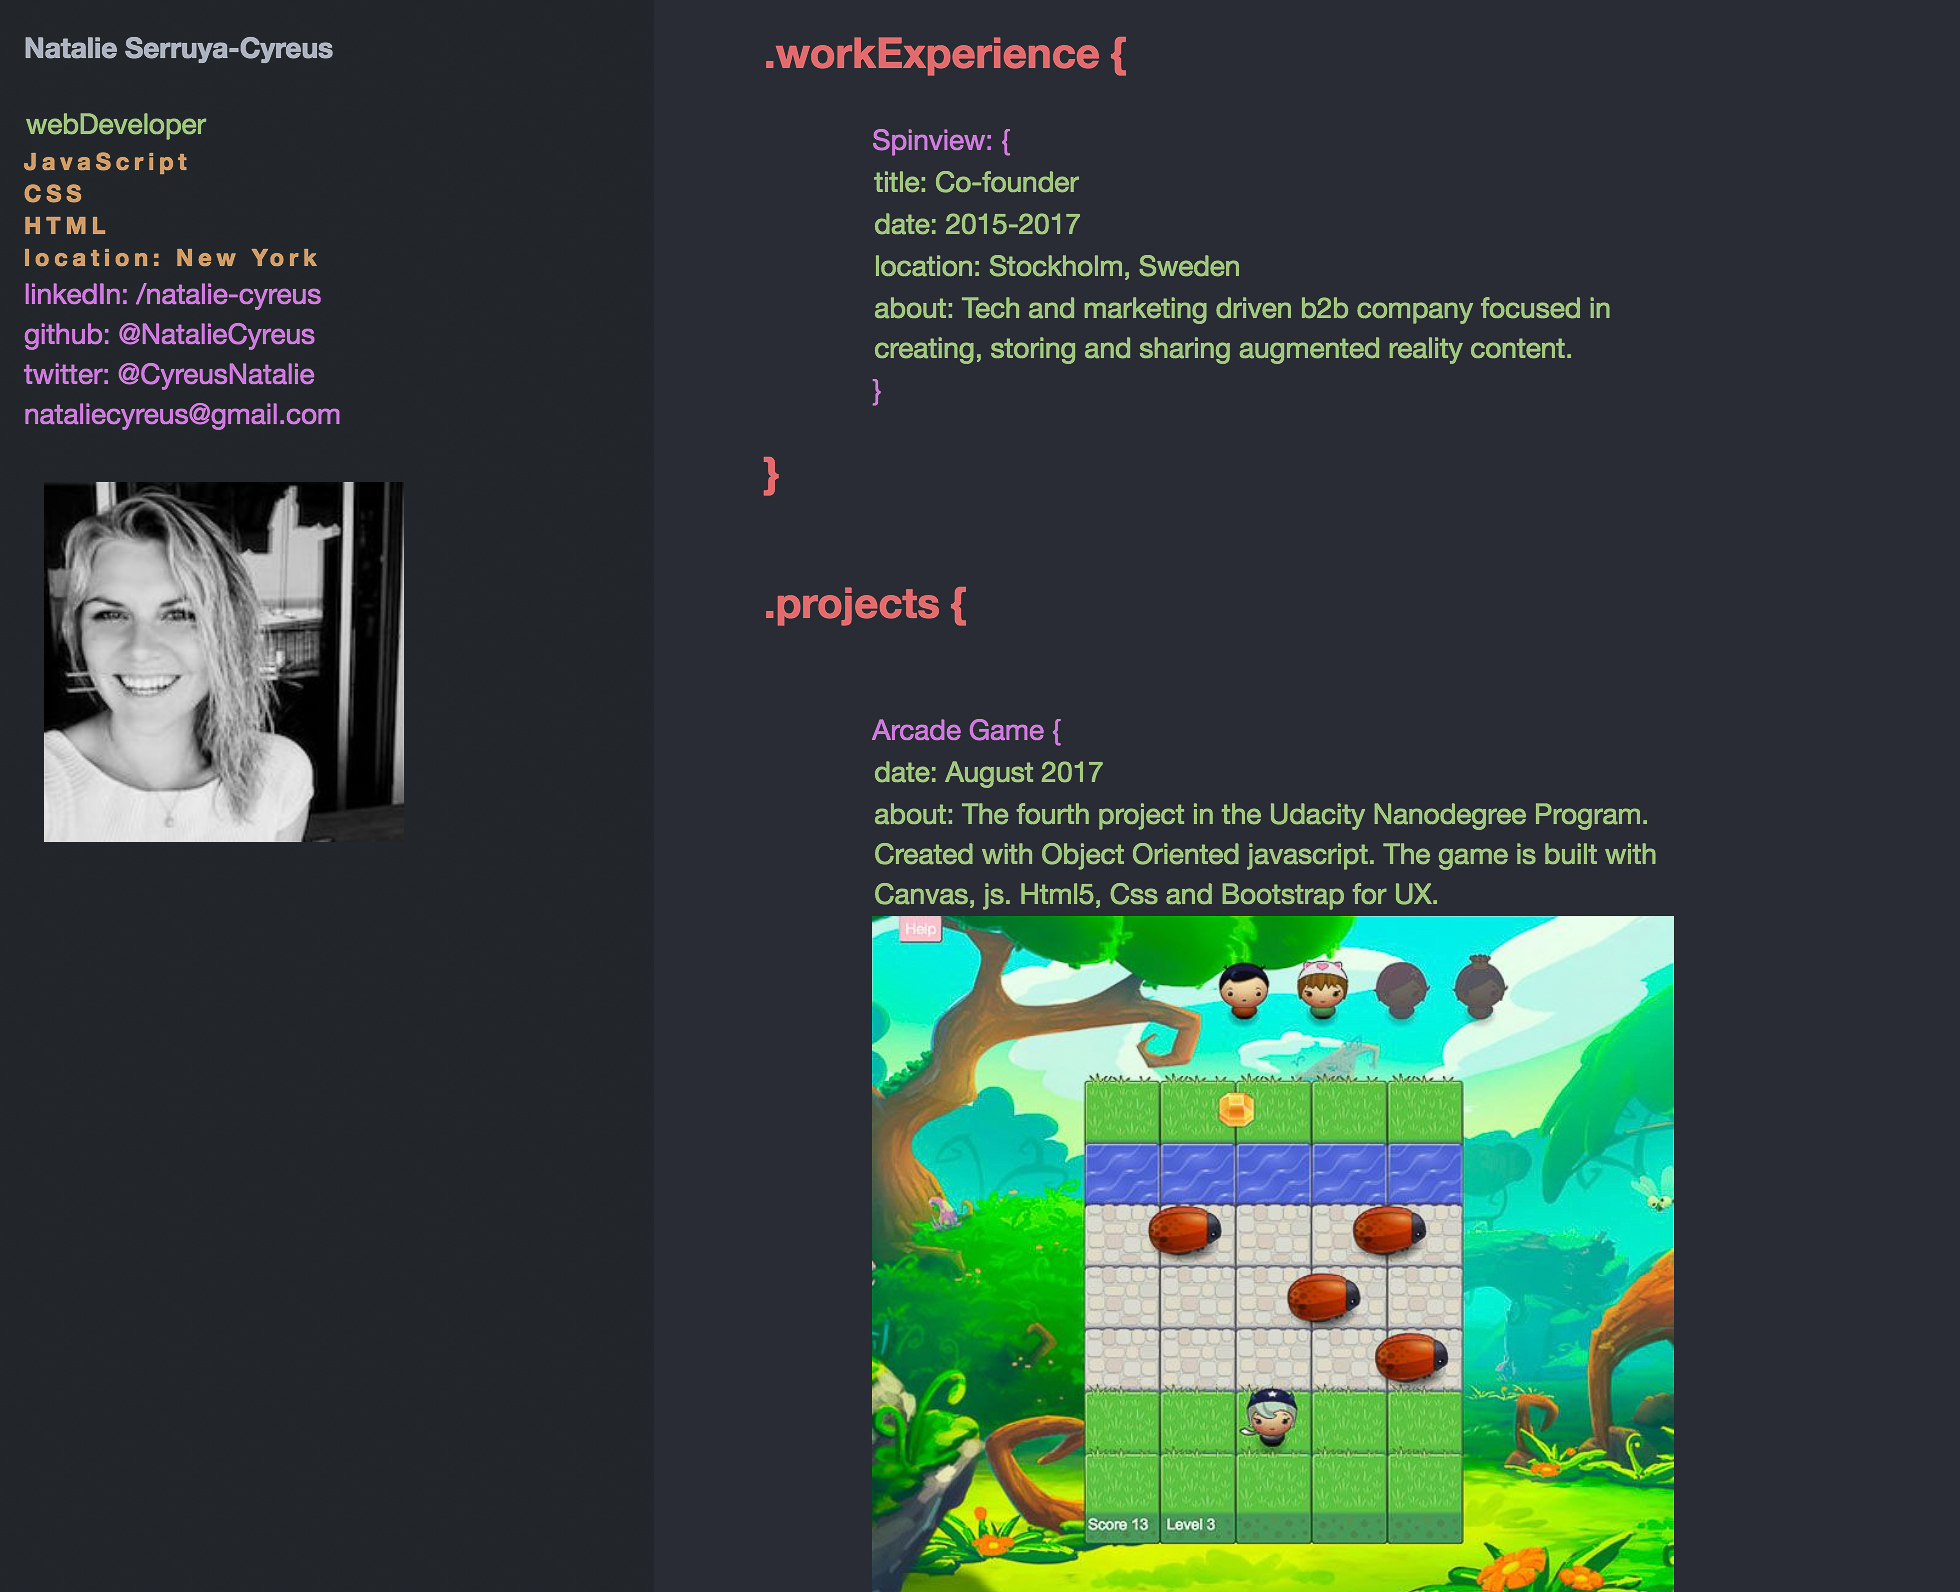 Natalie Serruya-Cyreus
webDeveloper
JavaScript
CSS
HTML
location: New York
linkedIn: /natalie-cyreus
github: @NatalieCyreus
twitter: @CyreusNatalie
nataliecyreus@gmail.com
.workExperience {
Spinview: {
title: Co-founder
date: 2015-2017
location: Stockholm, Sweden
about: Tech and marketing driven b2b company focused in
creating, storing and sharing augmented reality content.
}
}
.projects {
Arcade Game {
date: August 2017
about: The fourth project in the Udacity Nanodegree Program.
Created with Object Oriented javascript. The game is built with
Canvas, js. Html5, Css and Bootstrap for UX.
Help
Score 13 Level 3